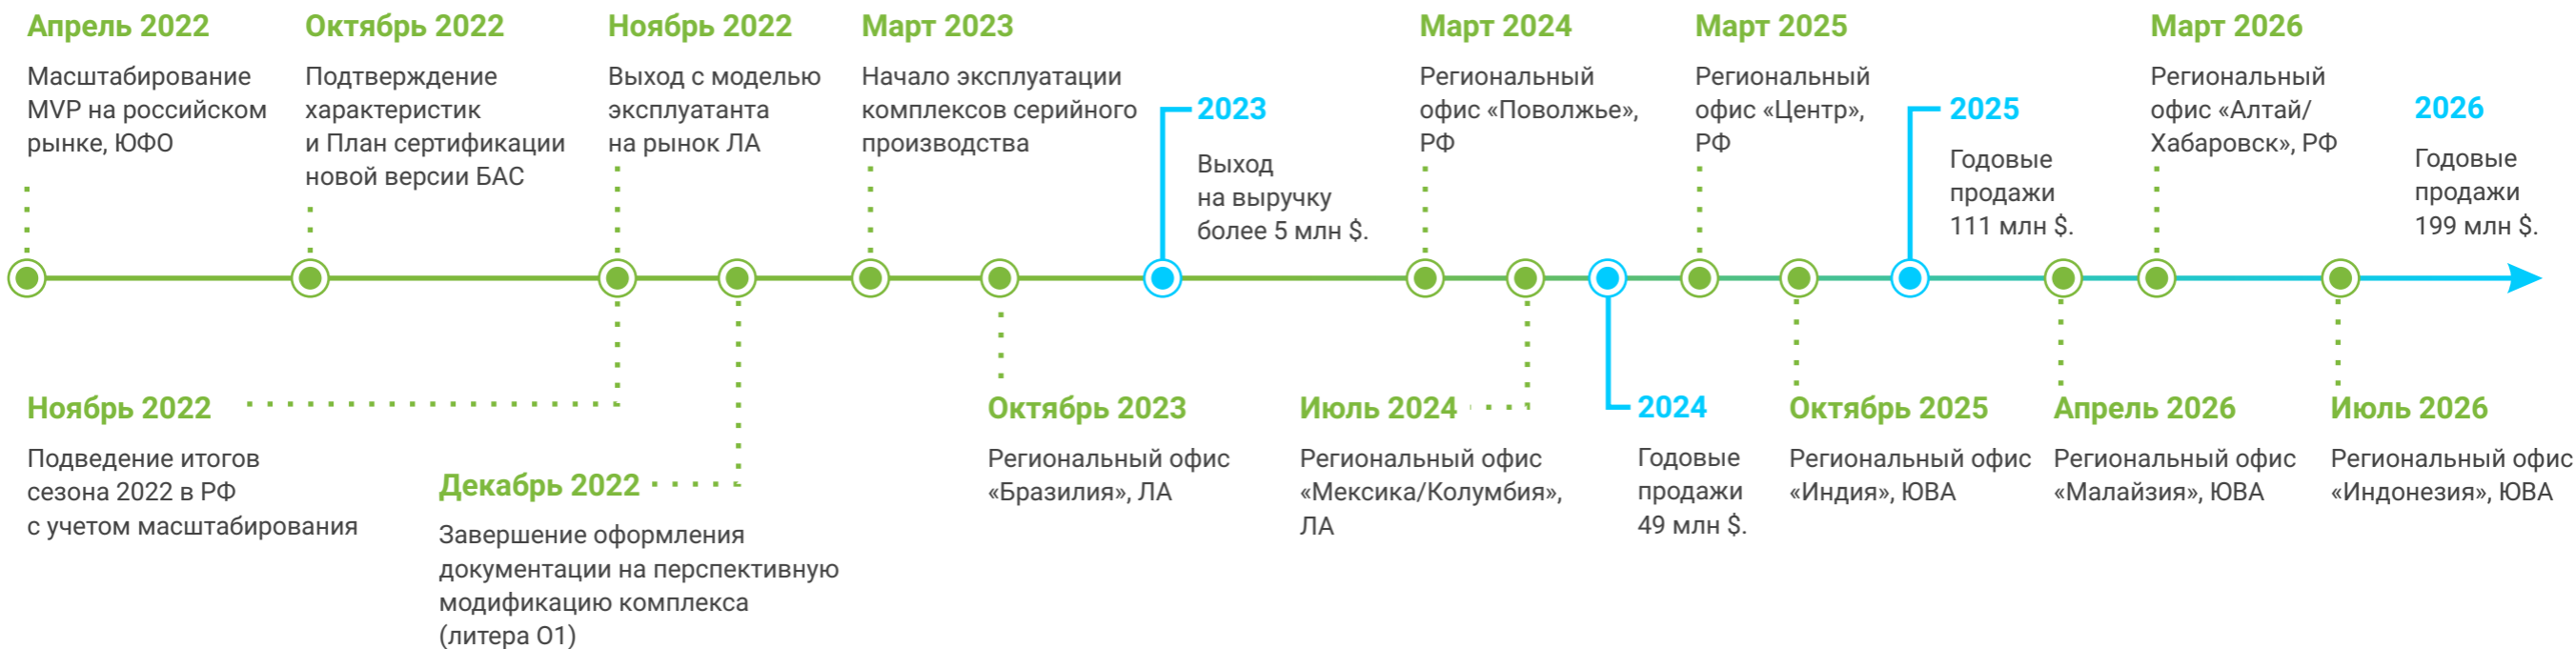 Апрель 2022
Масштабирование
MVP на российском
рынке, ЮФО
Октябрь 2022
Подтверждение
характеристик
и План сертификации
новой версии БАС
Ноябрь 2022
Выход с моделью
эксплуатанта
на рынок ЛА
Март 2023
Начало эксплуатации
комплексов серийного
производства
2023
Выход
на выручку
более 5 млн $.
Март 2024
Региональный
офис «Поволжье»,
РФ
Март 2025
Региональный
офис «Центр»,
РФ
2025
Годовые
продажи
111 млн $.
Март 2026
Региональный
офис «Алтай/
Хабаровск», РФ
2026
Годовые
продажи
199 млн $.
Ноябрь 2022
Подведение итогов
сезона 2022 в РФ
с учетом масштабирования
Декабрь 2022
Завершение оформления
документации на перспективную
модификацию комплекса
(литера О1)
Октябрь 2023
Региональный офис
«Бразилия», ЛА
Июль 2024
Региональный офис
«Мексика/Колумбия»,
ЛА
2024
Годовые
продажи
49 млн $.
Октябрь 2025
Региональный офис
«Индия», ЮВА
Апрель 2026
Региональный офис
«Малайзия», ЮВА
Июль 2026
Региональный офис
«Индонезия», ЮВА